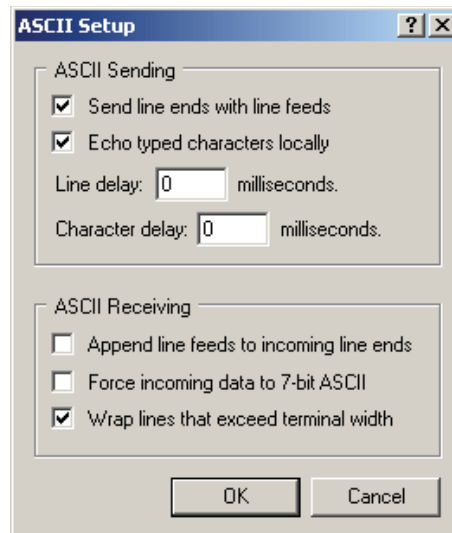 ASCII Setup
ASCII Sending
Send line ends with line feeds
Echo typed characters locally
Line delay: 0 milliseconds.
Character delay: 0 milliseconds.
ASCII Receiving
Append line feeds to incoming line ends
Force incoming data to 7-bit ASCII
Wrap lines that exceed terminal width
OK Cancel